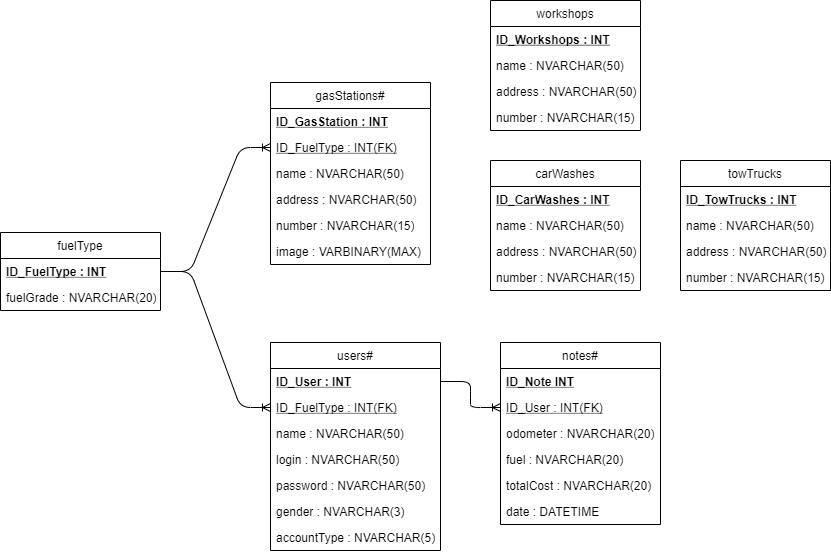 workshops
ID_Workshops : INT
name : NVARCHAR(50)
address : NVARCHAR(50)
number : NVARCHAR(15)
gasStations#
ID_GasStation : INT
ID_FuelType : INT(FK)
name : NVARCHAR(50)
address : NVARCHAR(50)
number : NVARCHAR(15)
image : VARBINARY(MAX)
carWashes
ID_CarWashes : INT
name : NVARCHAR(50)
address : NVARCHAR(50)
number : NVARCHAR(15)
towTrucks
ID_TowTrucks : INT
name : NVARCHAR(50)
address : NVARCHAR(50)
number : NVARCHAR(15)
fuelType
ID_FuelType : INT
fuelGrade : NVARCHAR(20)
users#
ID_User : INT
ID_FuelType : INT(FK)
name : NVARCHAR(50)
login : NVARCHAR(50)
password : NVARCHAR(50)
gender : NVARCHAR(3)
accountType : NVARCHAR(5)
notes#
ID_Note INT
ID_User : INT(FK)
odometer : NVARCHAR(20)
fuel : NVARCHAR(20)
totalCost : NVARCHAR(20)
date : DATETIME